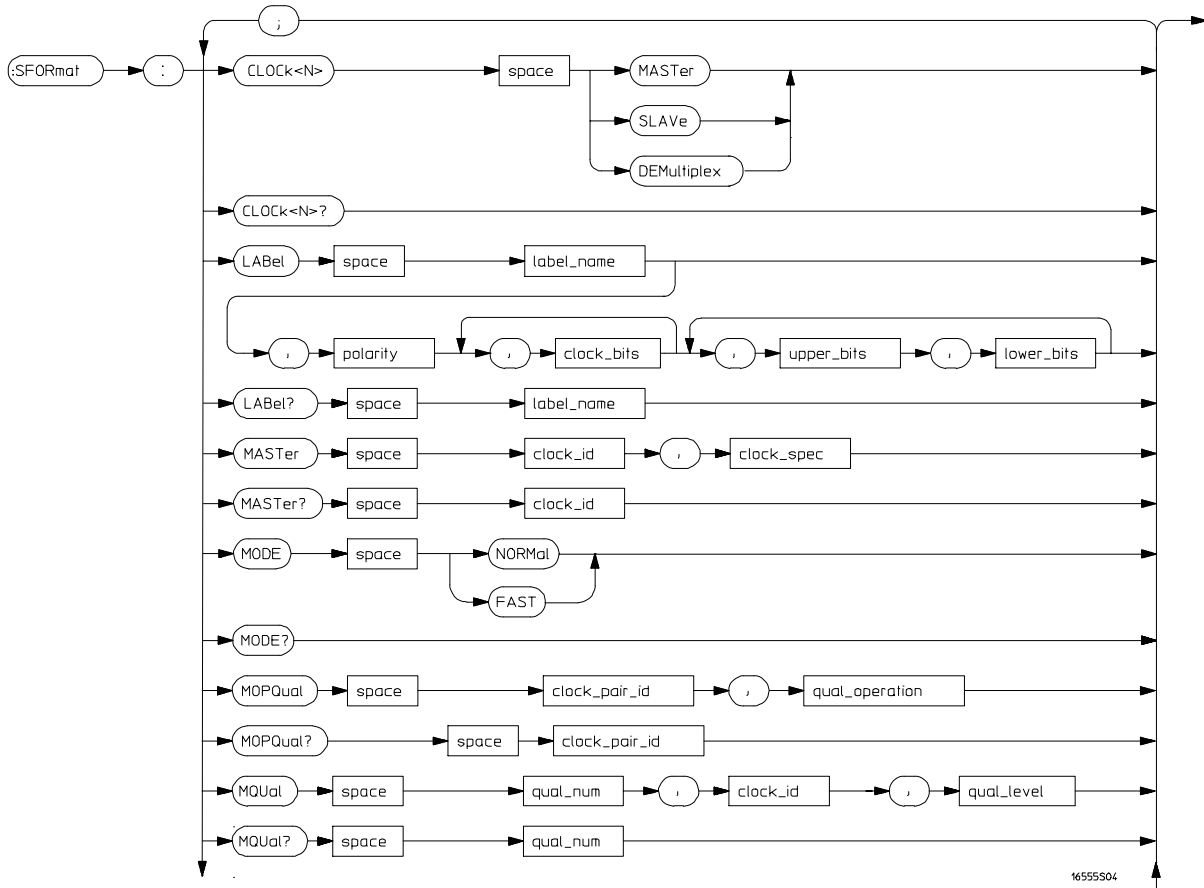 ;
:SFORmat : CLOCk<N> space MASTer
SLAVe
DEMultiplex
CLOCk<N>?
LABel space label_name
, polarity , clock_bits , upper_bits , lower_bits
LABel? space label_name
MASTer space clock_id , clock_spec
MASTer? space clock_id
MODE space NORMal
FAST
MODE?
MOPQual space clock_pair_id , qual_operation
MOPQual? space clock_pair_id
MQUal space qual_num , clock_id , qual_level
MQUal? space qual_num
16555S04